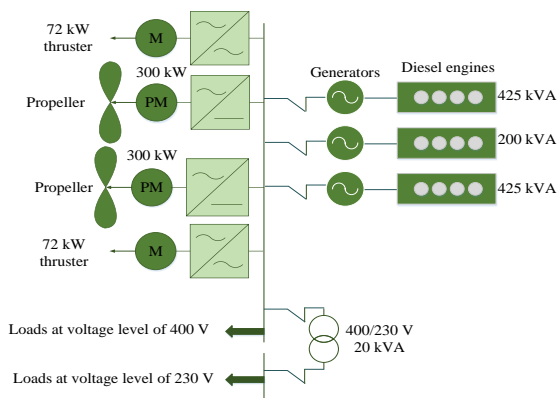 72 kW
thruster
M
Generators
Diesel engines
300 kW
Propeller
PM
425 kVA
200 kVA
300 kW
Propeller
PM
425 kVA
72 kW
thruster
M
Loads at voltage level of 400 V
400/230 V
20 kVA
Loads at voltage level of 230 V